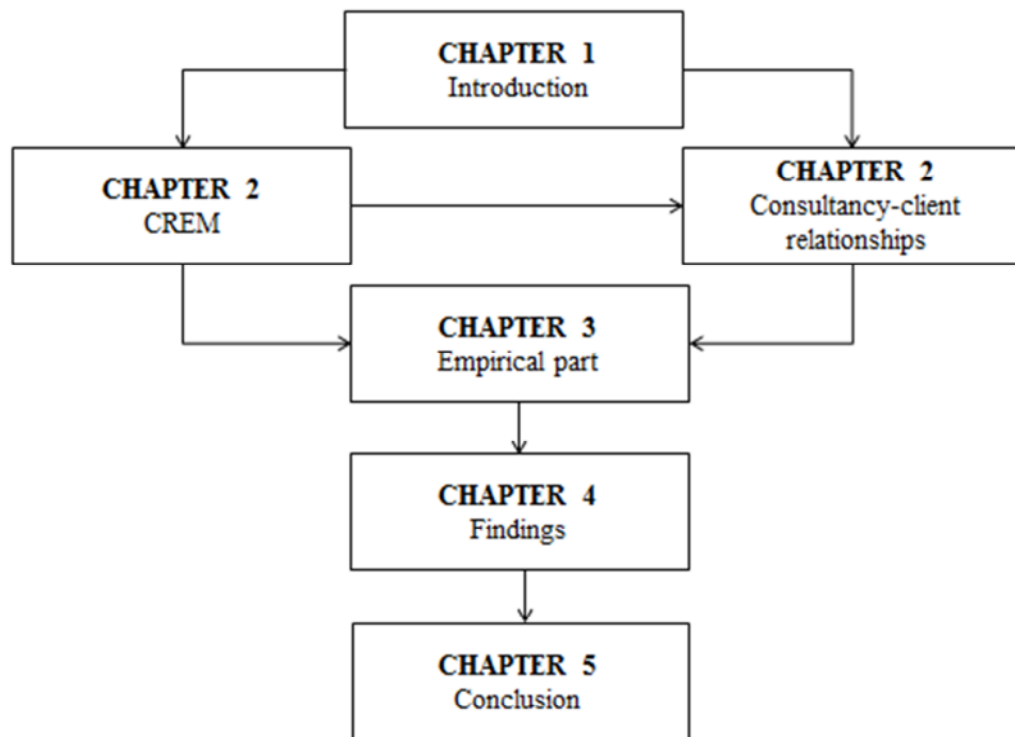 CHAPTER 1
Introduction
CHAPTER 2
CREM
CHAPTER 2
Consultancy-client
relationships
CHAPTER 3
Empirical part
CHAPTER 4
Findings
CHAPTER 5
Conclusion